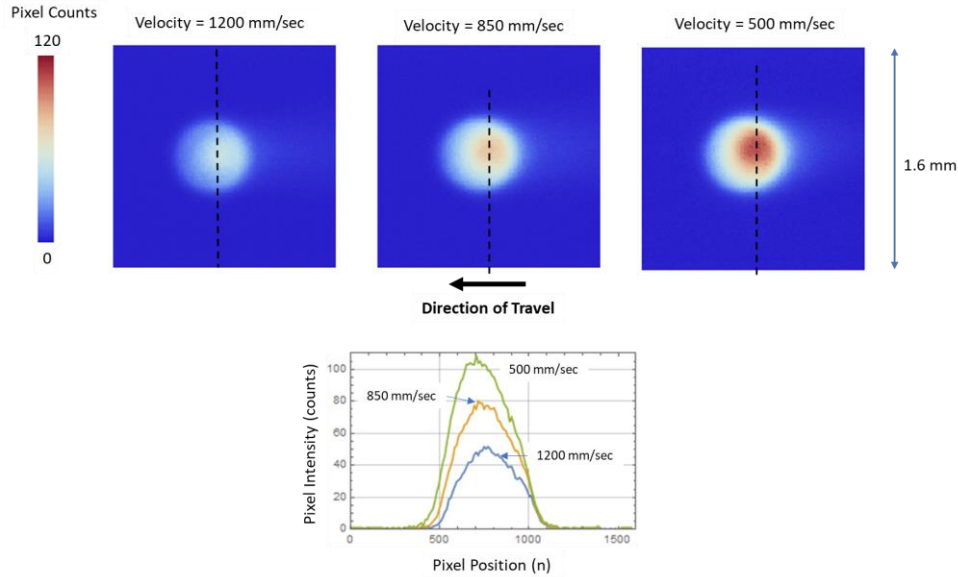 Pixel Counts
120
0
Velocity = 1200 mm/sec
Velocity = 850 mm/sec
Velocity = 500 mm/sec
1.6 mm
Direction of Travel
Pixel Intensity (counts)
100
80
60
40
20
0
500 mm/sec
850 mm/sec
1200 mm/sec
0
500
1000
1500
Pixel Position (n)